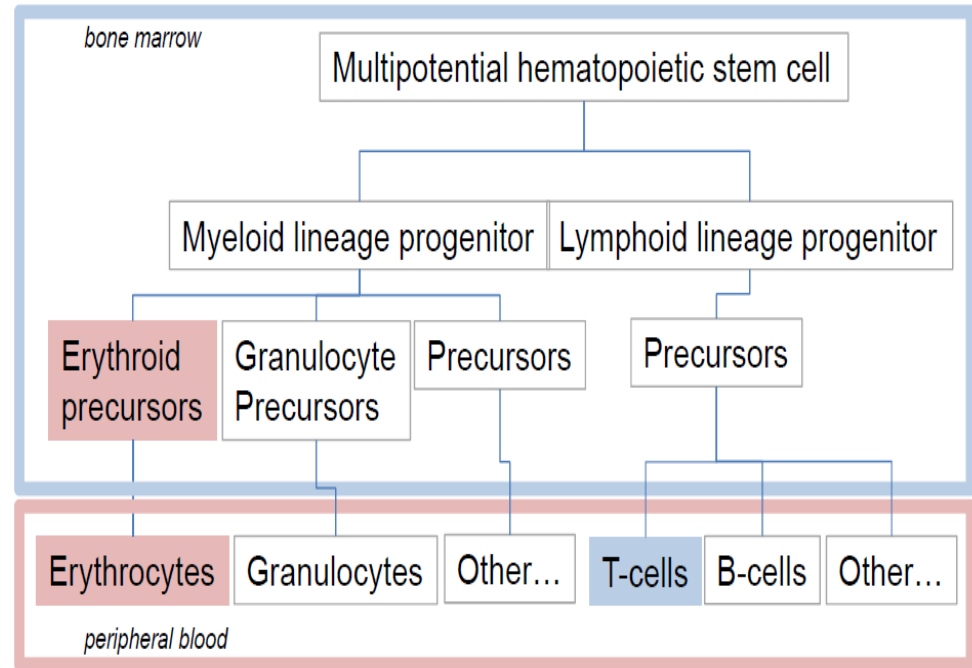 bone marrow
Multipotential hematopoietic stem cell
Myeloid lineage progenitor
Lymphoid lineage progenitor
Erythroid
precursors
Granulocyte
Precursors
Precursors
Precursors
Erythrocytes
Granulocytes
Other…
T-cells
B-cells
Other…
peripheral blood